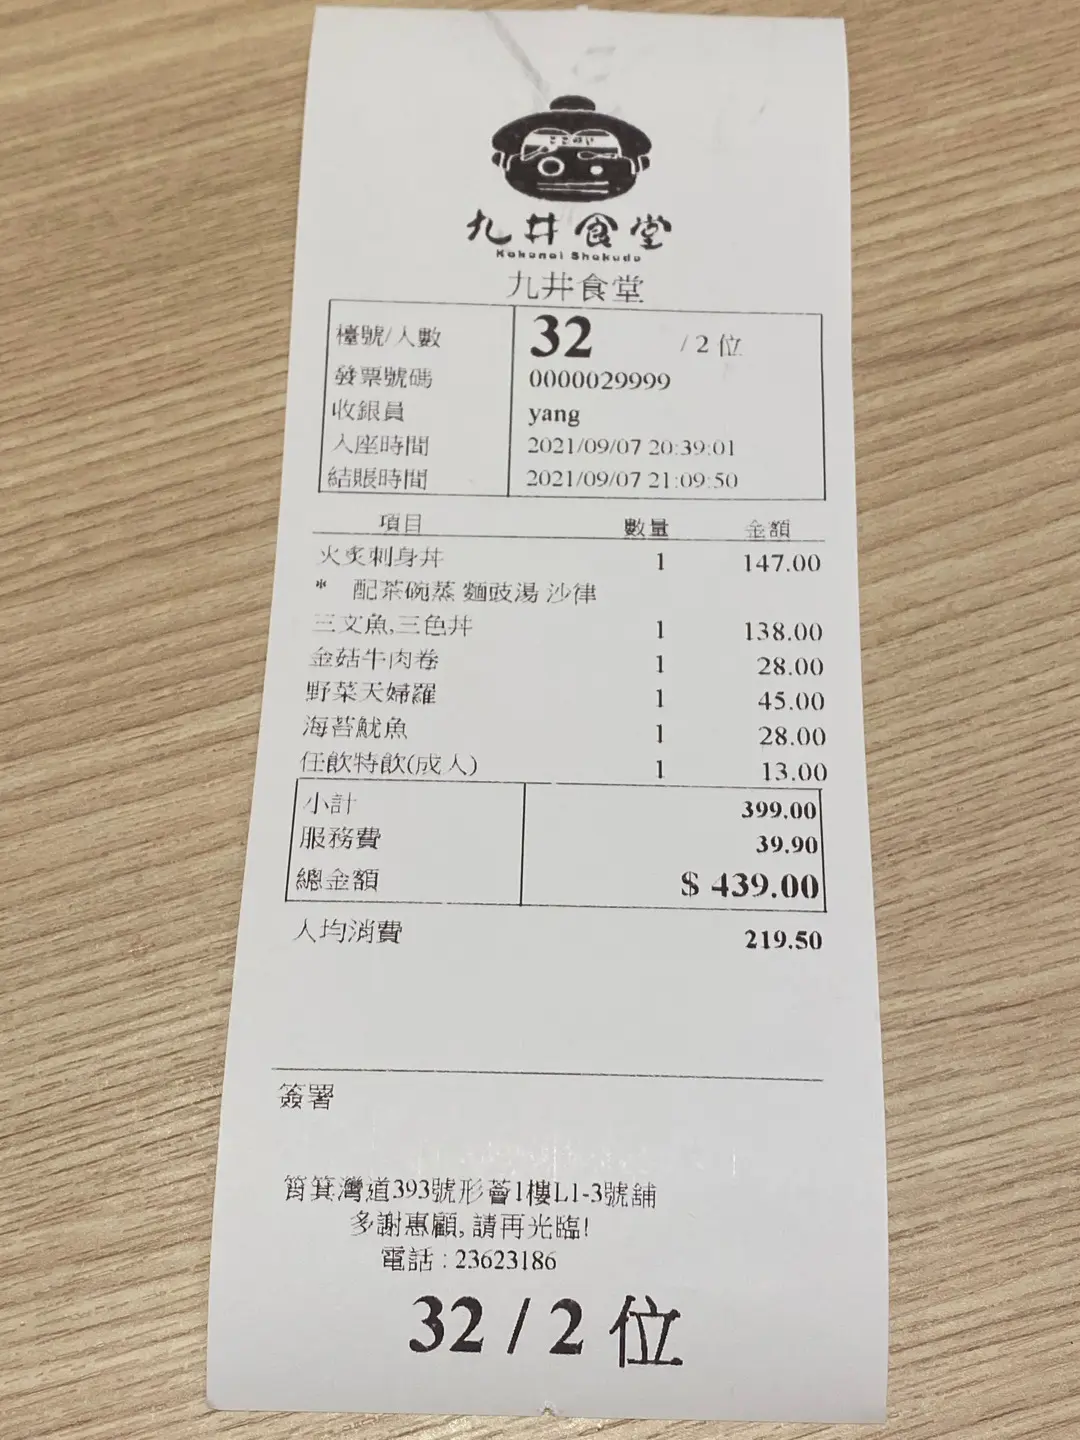 九井食堂
Kokonoi Shokudo
九井食堂
檯號/人數 32 / 2 位
發票號碼 0000029999
收銀員 yang
入座時間 2021/09/07 20:39:01
結賬時間 2021/09/07 21:09:50
項目 數量 金額
火炙刺身丼 1 147.00
* 配茶碗蒸 麵豉湯 沙律
三文魚,三色丼 1 138.00
金菇牛肉卷 1 28.00
野菜天婦羅 1 45.00
海苔魷魚 1 28.00
任飲特飲(成人) 1 13.00
小計 399.00
服務費 39.90
總金額 $ 439.00
人均消費 219.50
簽署
筲箕灣道393號形薈1樓L1-3號舖
多謝惠顧, 請再光臨!
電話 : 23623186
32 / 2 位